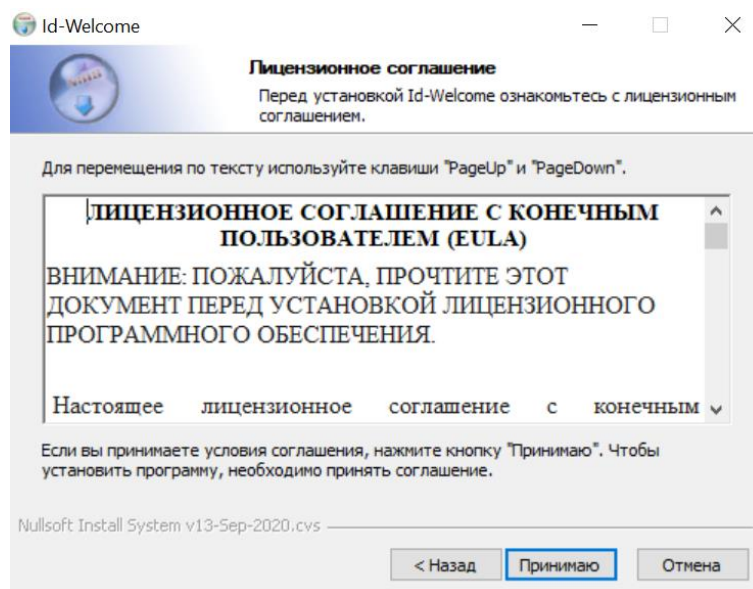 Id-Welcome
Лицензионное соглашение
Перед установкой Id-Welcome ознакомьтесь с лицензионным
соглашением.
Для перемещения по тексту используйте клавиши "PageUp" и "PageDown".
ЛИЦЕНЗИОННОЕ СОГЛАШЕНИЕ С КОНЕЧНЫМ
ПОЛЬЗОВАТЕЛЕМ (EULA)
ВНИМАНИЕ: ПОЖАЛУЙСТА, ПРОЧТИТЕ ЭТОТ
ДОКУМЕНТ ПЕРЕД УСТАНОВКОЙ ЛИЦЕНЗИОННОГО
ПРОГРАММНОГО ОБЕСПЕЧЕНИЯ.
Настоящее лицензионное соглашение с конечным
Если вы принимаете условия соглашения, нажмите кнопку "Принимаю". Чтобы
установить программу, необходимо принять соглашение.
Nullsoft Install System v13-Sep-2020.cvs
< Назад Принимаю Отмена